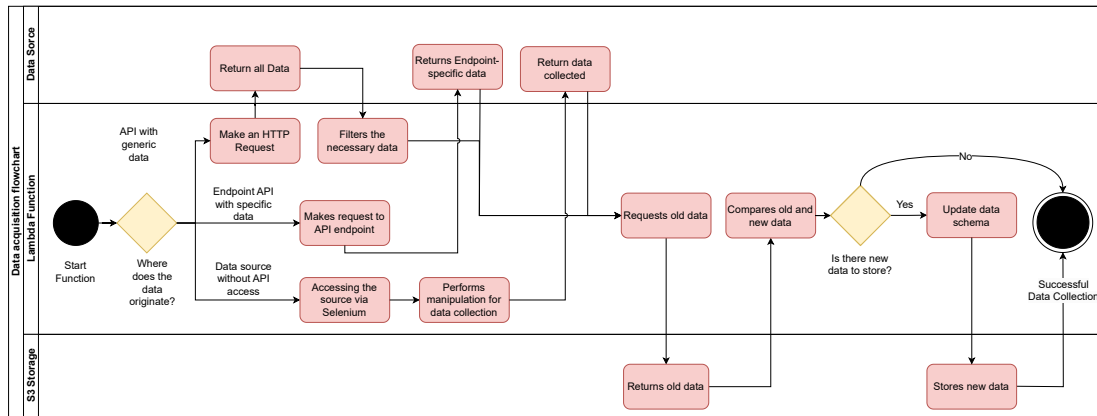 Data acquisition flowchart
Data Sorce
Lambda Function
S3 Storage
Return all Data
Returns Endpoint-
specific data
Return data
collected
API with
generic
data
Make an HTTP
Request
Filters the
necessary data
Endpoint API
with specific
data
Makes request to
API endpoint
Data source
without API
access
Accessing the
source via
Selenium
Performs
manipulation for
data collection
Start
Function
Where
does the
data
originate?
Requests old data
Compares old and
new data
Is there new
data to store?
No
Yes
Update data
schema
Successful
Data Collection
Returns old data
Stores new data